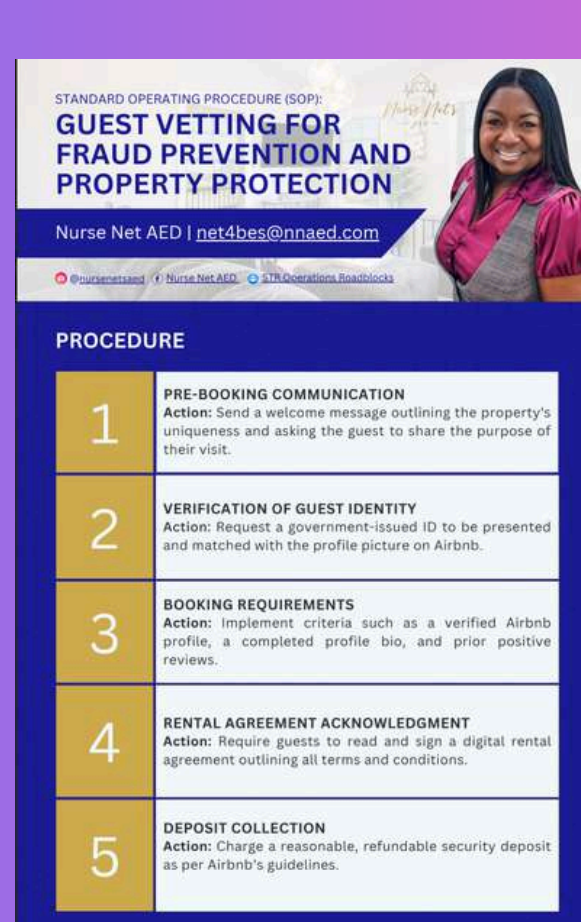 STANDARD OPERATING PROCEDURE (SOP):
GUEST VETTING FOR
FRAUD PREVENTION AND
PROPERTY PROTECTION
Nurse Net's
Nurse Net AED | net4bes@nnaed.com
@nursenetsaed Nurse Net AED STR Operations Roadblocks
PROCEDURE
1
PRE-BOOKING COMMUNICATION
Action: Send a welcome message outlining the property's
uniqueness and asking the guest to share the purpose of
their visit.
2
VERIFICATION OF GUEST IDENTITY
Action: Request a government-issued ID to be presented
and matched with the profile picture on Airbnb.
3
BOOKING REQUIREMENTS
Action: Implement criteria such as a verified Airbnb
profile, a completed profile bio, and prior positive
reviews.
4
RENTAL AGREEMENT ACKNOWLEDGMENT
Action: Require guests to read and sign a digital rental
agreement outlining all terms and conditions.
5
DEPOSIT COLLECTION
Action: Charge a reasonable, refundable security deposit
as per Airbnb's guidelines.